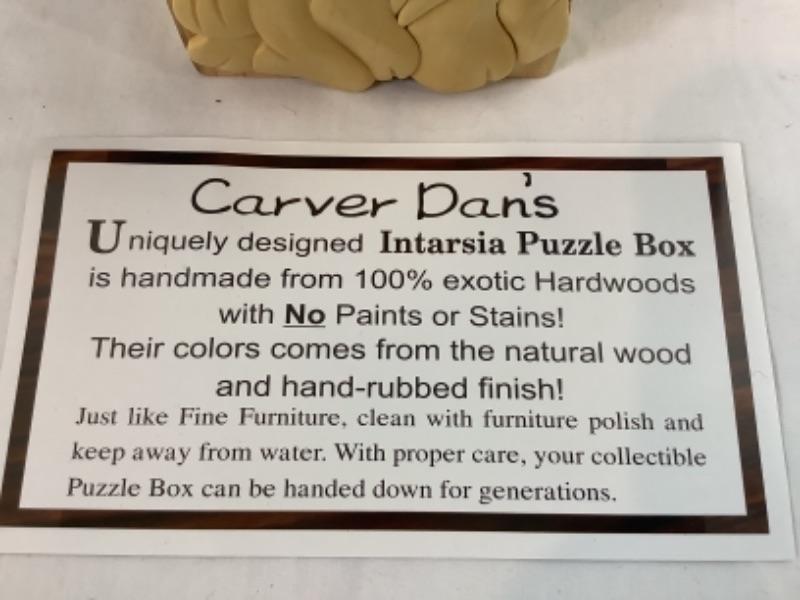 Carver Dan's
Uniquely designed Intarsia Puzzle Box
is handmade from 100% exotic Hardwoods
with No Paints or Stains!
Their colors comes from the natural wood
and hand-rubbed finish!
Just like Fine Furniture, clean with furniture polish and
keep away from water. With proper care, your collectible
Puzzle Box can be handed down for generations.